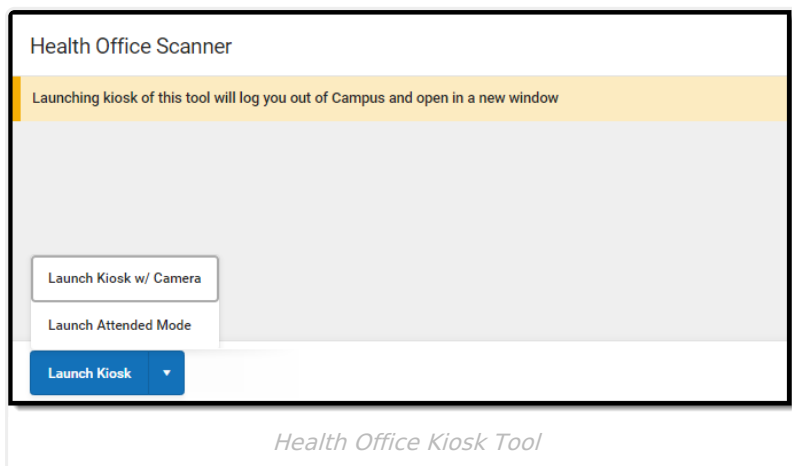 Health Office Scanner
Launching kiosk of this tool will log you out of Campus and open in a new window
Launch Kiosk w/ Camera
Launch Attended Mode
Launch Kiosk
Health Office Kiosk Tool